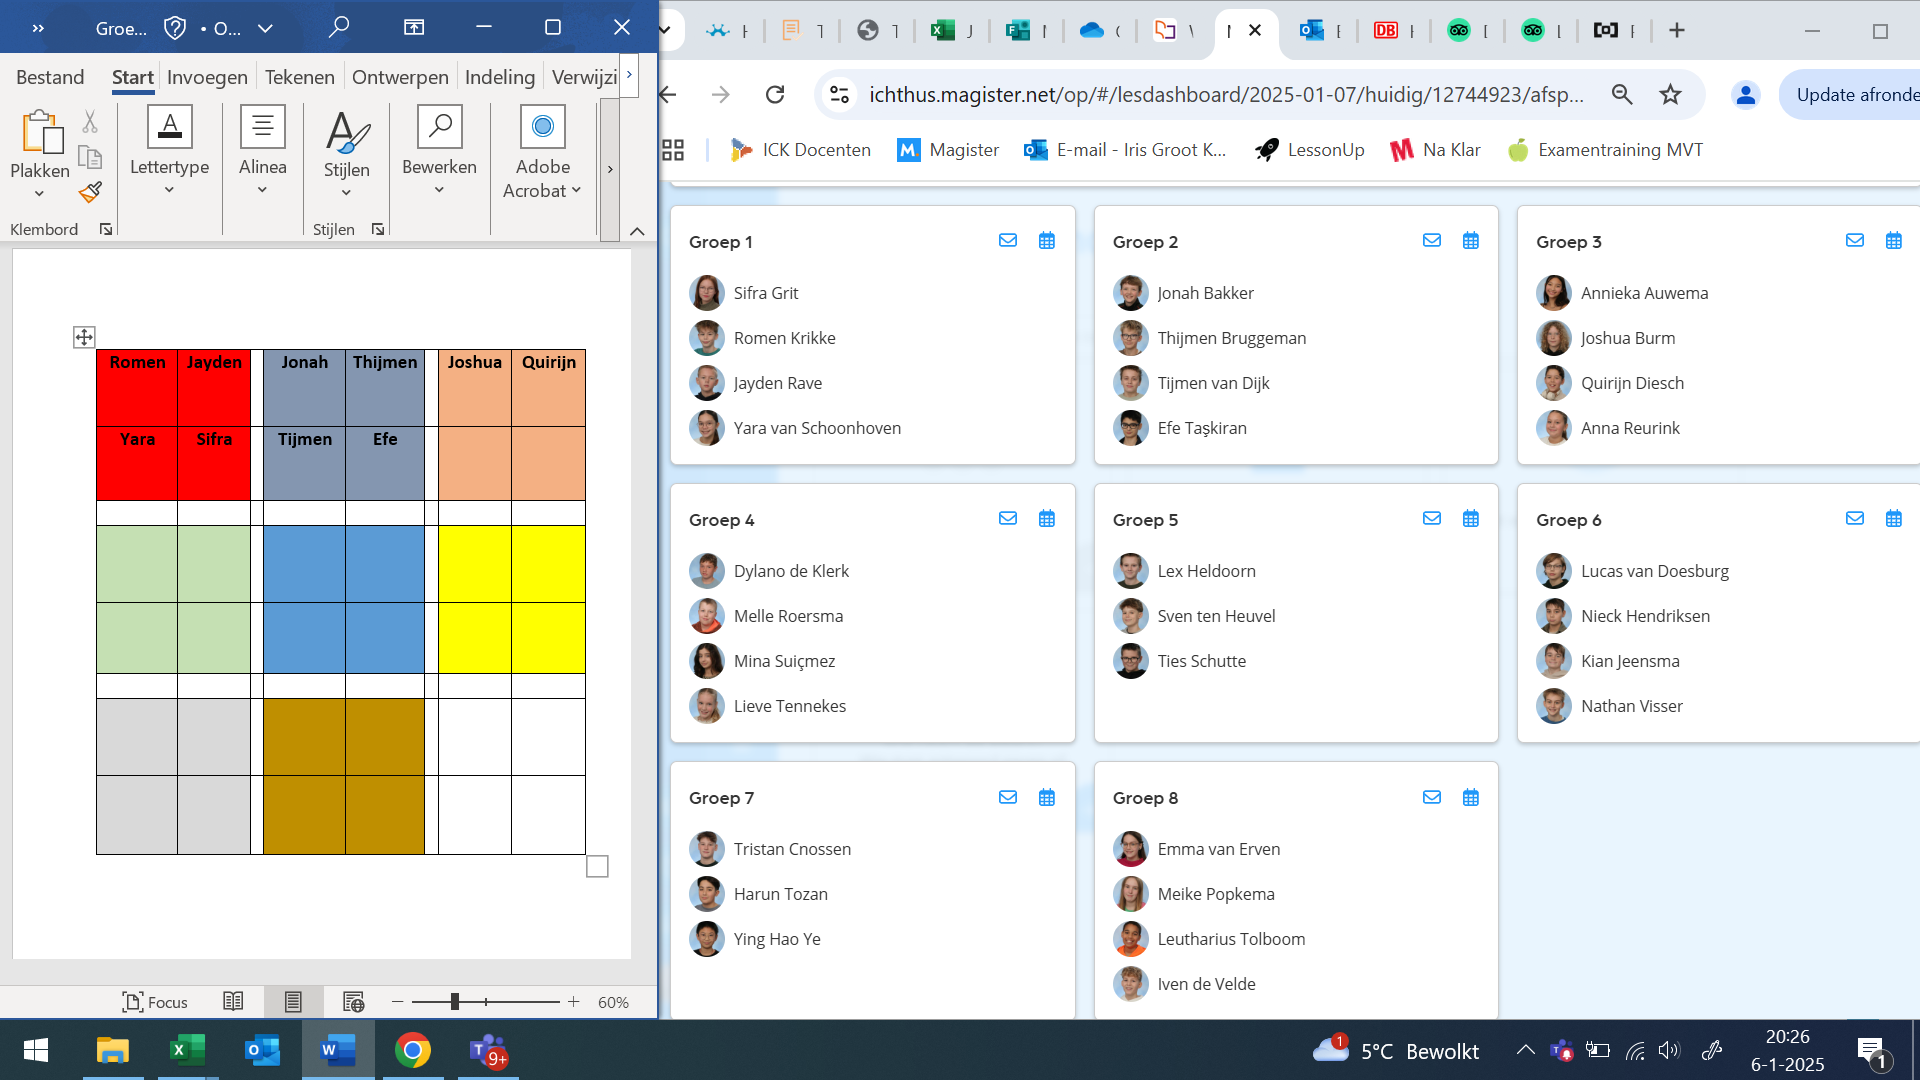 Groe...
O...
Bestand Start Invoegen Tekenen Ontwerpen Indeling Verwijzi
Plakken
Lettertype
Alinea
Stijlen
Bewerken
Adobe
Acrobat
Klembord
Stijlen
Romen Jayden Jonah Thijmen Joshua Quirijn
Yara Sifra Tijmen Efe
Focus
60%
ichthus.magister.net/op/#/lesdashboard/2025-01-07/huidig/12744923/afsp...
Update afronde
ICK Docenten
Magister
E-mail - Iris Groot K...
LessonUp
Na Klar
Examentraining MVT
Groep 1
Sifra Grit
Romen Krikke
Jayden Rave
Yara van Schoonhoven
Groep 2
Jonah Bakker
Thijmen Bruggeman
Tijmen van Dijk
Efe Taşkiran
Groep 3
Annieka Auwema
Joshua Burm
Quirijn Diesch
Anna Reurink
Groep 4
Dylano de Klerk
Melle Roersma
Mina Suiçmez
Lieve Tennekes
Groep 5
Lex Heldoorn
Sven ten Heuvel
Ties Schutte
Groep 6
Lucas van Doesburg
Nieck Hendriksen
Kian Jeensma
Nathan Visser
Groep 7
Tristan Cnossen
Harun Tozan
Ying Hao Ye
Groep 8
Emma van Erven
Meike Popkema
Leutharius Tolboom
Iven de Velde
9+
1
5°C Bewolkt
20:26
6-1-2025
1